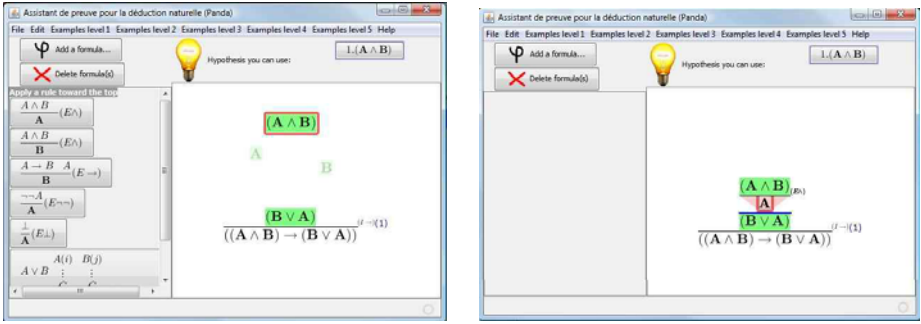 Assistant de preuve pour la déduction naturelle (Panda)
File Edit Examples level 1 Examples level 2 Examples level 3 Examples level 4 Examples level 5 Help
φ Add a formula...
Delete formula(s)
Hypothesis you can use:
1.(A ∧ B)
Apply a rule toward the top
A ∧ B
A (E∧)
A ∧ B
B (E∧)
A → B A
B (E →)
¬¬A
A (E¬¬)
⊥
A (E⊥)
A(i) B(j)
A ∨ B ⋮ ⋮
C C
(A ∧ B)
A
B
(B ∨ A)
((A ∧ B) → (B ∨ A)) (I →)(1)
Assistant de preuve pour la déduction naturelle (Panda)
File Edit Examples level 1 Examples level 2 Examples level 3 Examples level 4 Examples level 5 Help
φ Add a formula...
Delete formula(s)
Hypothesis you can use:
1.(A ∧ B)
(A ∧ B) (E∧)
A
(B ∨ A)
((A ∧ B) → (B ∨ A)) (I →)(1)